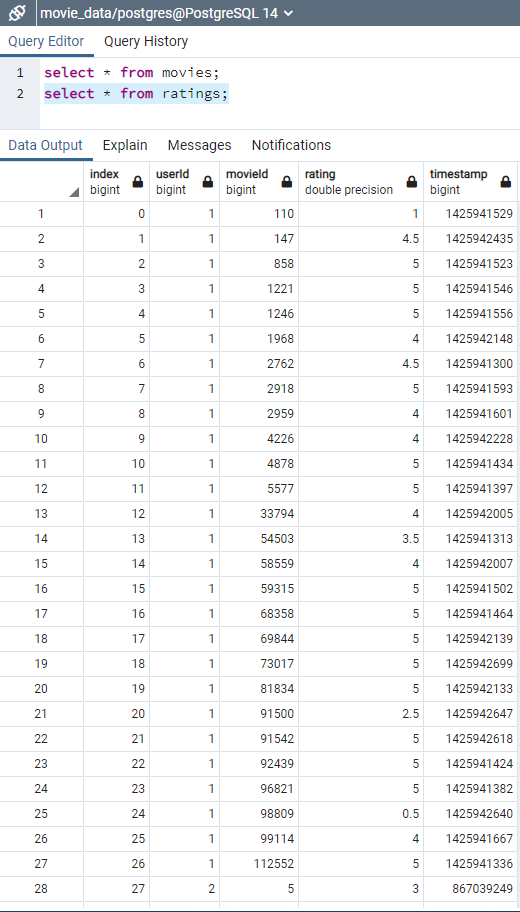 movie_data/postgres@PostgreSQL 14
Query Editor Query History
1 select * from movies;
2 select * from ratings;
Data Output Explain Messages Notifications
index userId movieId rating timestamp
bigint bigint bigint double precision bigint
1 0 1 110 1 1425941529
2 1 1 147 4.5 1425942435
3 2 1 858 5 1425941523
4 3 1 1221 5 1425941546
5 4 1 1246 5 1425941556
6 5 1 1968 4 1425942148
7 6 1 2762 4.5 1425941300
8 7 1 2918 5 1425941593
9 8 1 2959 4 1425941601
10 9 1 4226 4 1425942228
11 10 1 4878 5 1425941434
12 11 1 5577 5 1425941397
13 12 1 33794 4 1425942005
14 13 1 54503 3.5 1425941313
15 14 1 58559 4 1425942007
16 15 1 59315 5 1425941502
17 16 1 68358 5 1425941464
18 17 1 69844 5 1425942139
19 18 1 73017 5 1425942699
20 19 1 81834 5 1425942133
21 20 1 91500 2.5 1425942647
22 21 1 91542 5 1425942618
23 22 1 92439 5 1425941424
24 23 1 96821 5 1425941382
25 24 1 98809 0.5 1425942640
26 25 1 99114 4 1425941667
27 26 1 112552 5 1425941336
28 27 2 5 3 867039249